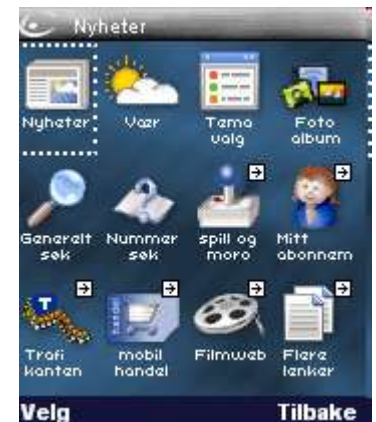 Nyheter
Nyheter
Vær
Tema
valg
Foto
album
Generelt
søk
Nummer
søk
spill og
moro
Mitt
abonnem
T
Trafi
kanten
handel
mobil
handel
Filmweb
Flere
lenker
Velg
Tilbake